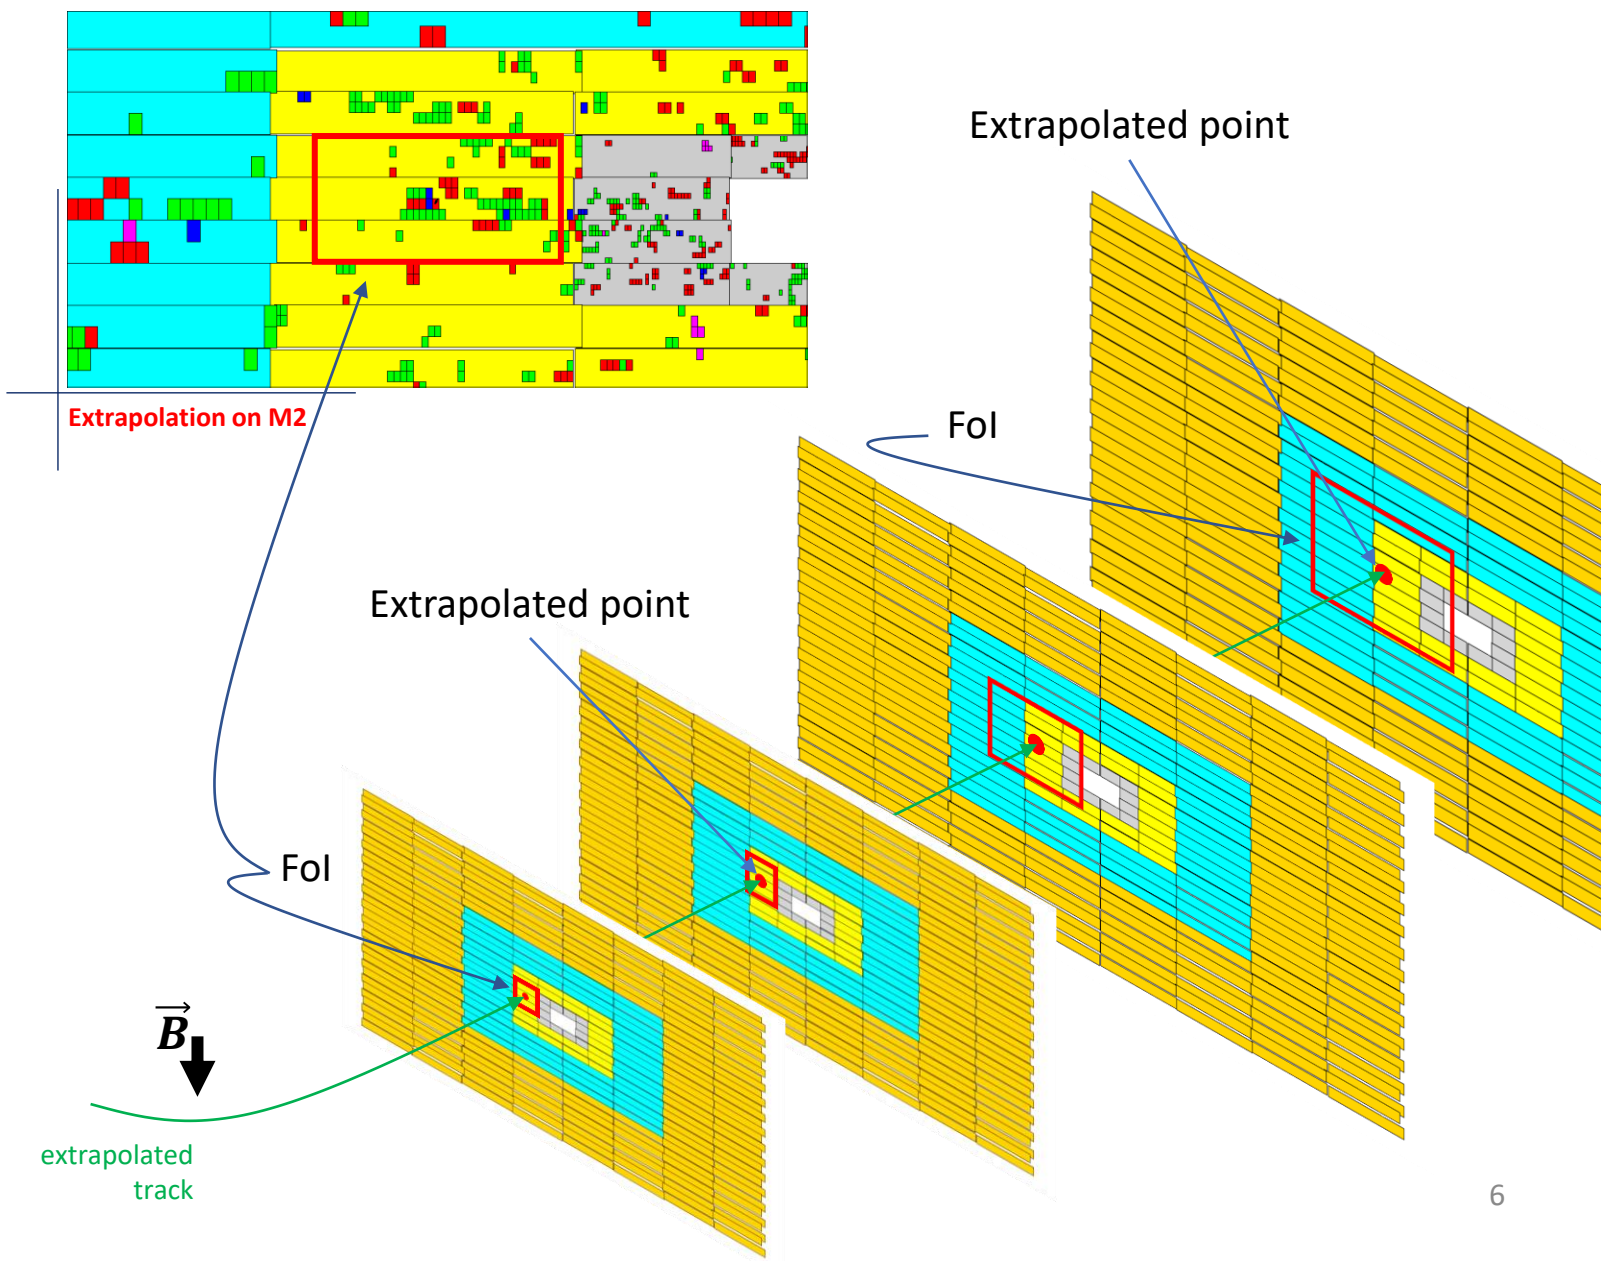 Extrapolated point
Extrapolation on M2
FoI
Extrapolated point
FoI
B
extrapolated
track
6